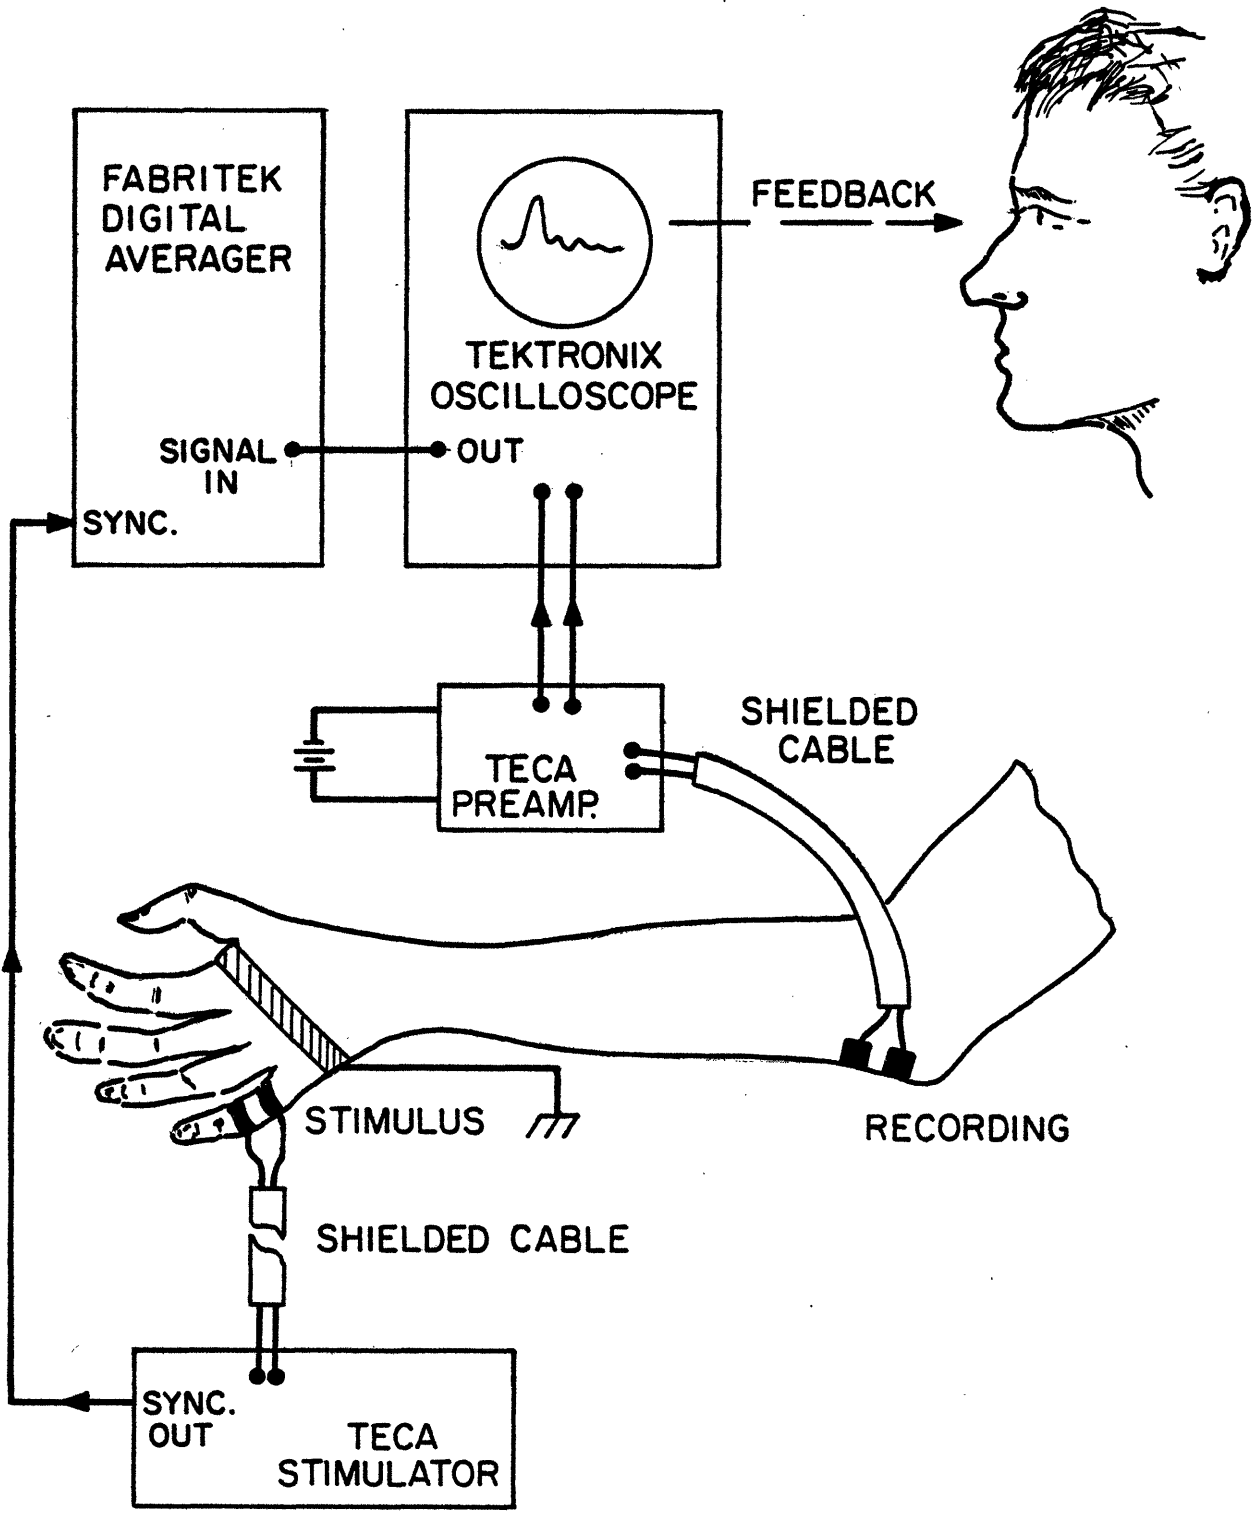 FABRITEK
DIGITAL
AVERAGER
SIGNAL
IN
SYNC.
TEKTRONIX
OSCILLOSCOPE
OUT
FEEDBACK
TECA
PREAMP.
SHIELDED
CABLE
STIMULUS
RECORDING
SHIELDED CABLE
SYNC.
OUT
TECA
STIMULATOR